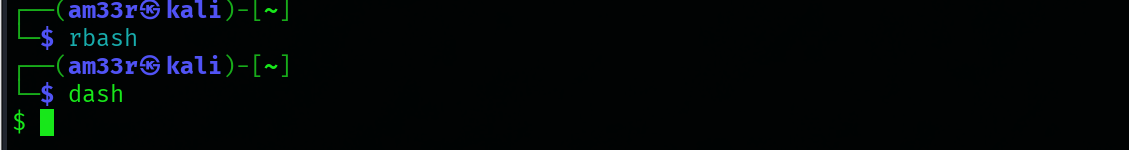 ┌──(am33r㉿kali)-[~]
└─$ rbash
┌──(am33r㉿kali)-[~]
└─$ dash
$